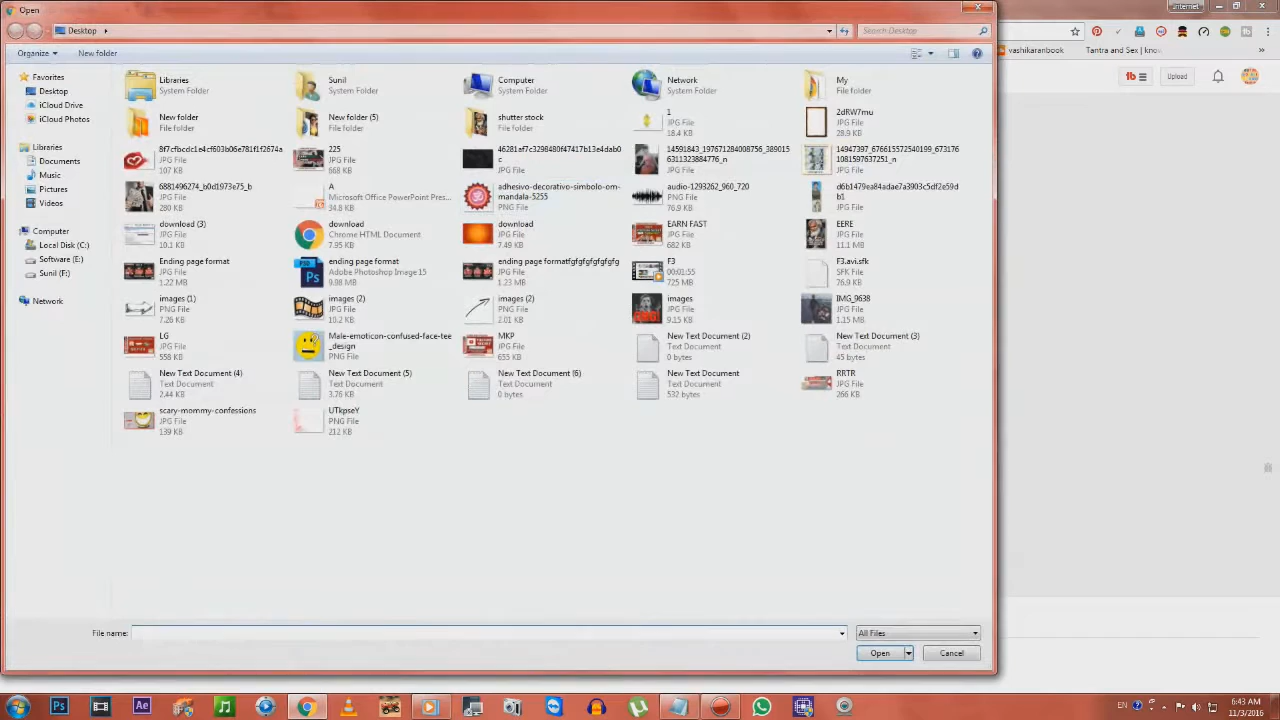 Open
Internet
Desktop
Search Desktop
vashikaranbook
Tantra and Sex | kno
Organize
New folder
Upload
Favorites
Desktop
iCloud Drive
iCloud Photos
Libraries
Documents
Music
Pictures
Videos
Computer
Local Disk (C:)
Software (E:)
Sunil (F:)
Network
Libraries
System Folder
Sunil
System Folder
Computer
System Folder
Network
System Folder
My
File folder
New folder
File folder
New folder (5)
File folder
shutter stock
File folder
1
JPG File
18.4 KB
2dRW7mu
JPG File
28.9 KB
8f7cfbcdc1e4cf603b06e781f1f2674a
JPG File
107 KB
225
JPG File
668 KB
46281af7c3298480f47417b13e4dab0
c
JPG File
14591843_197671284008756_389015
6311323884776_n
JPG File
14947397_676615572540199_673176
1081597637251_n
JPG File
6881496274_b0d1973e75_b
JPG File
280 KB
A
Microsoft Office PowerPoint Pres...
34.8 KB
adhesivo-decorativo-simbolo-om-
mandala-5255
PNG File
audio-1293262_960_720
PNG File
76.9 KB
d6b1479ea84adae7a3903c5df2e59d
b1
JPG File
download (3)
JPG File
10.1 KB
download
Chrome HTML Document
7.95 KB
download
JPG File
7.49 KB
EARN FAST
JPG File
682 KB
EERE
JPG File
11.1 MB
Ending page format
JPG File
1.22 MB
ending page format
Adobe Photoshop Image 15
9.98 MB
ending page formatfgfgfgfgfgfg
JPG File
1.23 MB
F3
00:01:55
725 MB
F3.avi.sfk
SFK File
76.9 KB
images (1)
PNG File
7.26 KB
images (2)
JPG File
10.2 KB
images (2)
PNG File
2.01 KB
images
JPG File
9.15 KB
IMG_9638
JPG File
1.15 MB
LG
JPG File
558 KB
Male-emoticon-confused-face-tee
_design
PNG File
MKP
JPG File
655 KB
New Text Document (2)
Text Document
0 bytes
New Text Document (3)
Text Document
45 bytes
New Text Document (4)
Text Document
2.44 KB
New Text Document (5)
Text Document
3.76 KB
New Text Document (6)
Text Document
0 bytes
New Text Document
Text Document
532 bytes
RRTR
JPG File
266 KB
scary-mommy-confessions
JPG File
139 KB
UTkpseY
PNG File
212 KB
File name:
All Files
Open
Cancel
Ps
Ae
EN
6:43 AM
11/3/2016